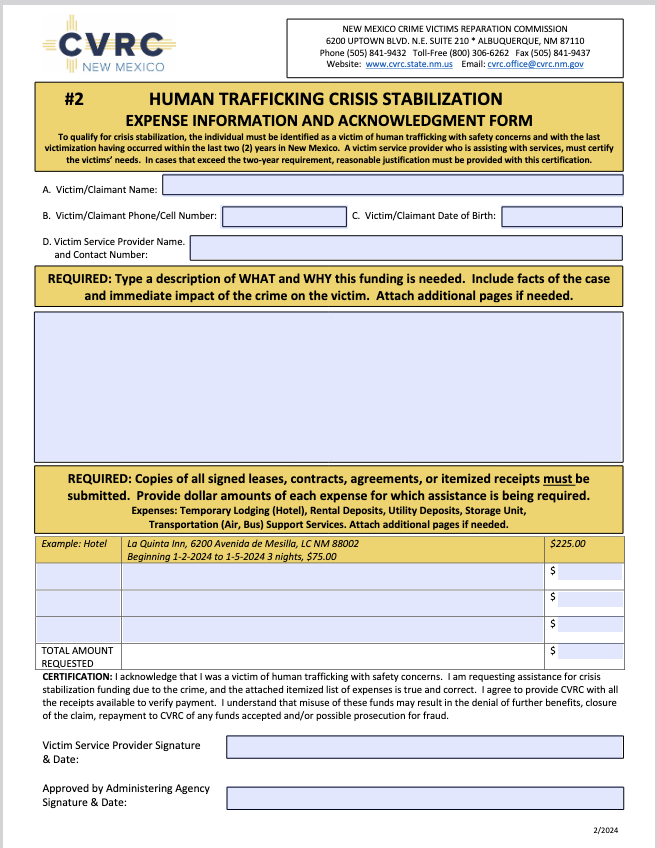 CVRC
NEW MEXICO
NEW MEXICO CRIME VICTIMS REPARATION COMMISSION
6200 UPTOWN BLVD. N.E. SUITE 210 * ALBUQUERQUE, NM 87110
Phone (505) 841-9432 Toll-Free (800) 306-6262 Fax (505) 841-9437
Website: www.cvrc.state.nm.us Email: cvrc.office@cvrc.nm.gov
#2 HUMAN TRAFFICKING CRISIS STABILIZATION
EXPENSE INFORMATION AND ACKNOWLEDGMENT FORM
To qualify for crisis stabilization, the individual must be identified as a victim of human trafficking with safety concerns and with the last
victimization having occurred within the last two (2) years in New Mexico. A victim service provider who is assisting with services, must certify
the victims' needs. In cases that exceed the two-year requirement, reasonable justification must be provided with this certification.
A. Victim/Claimant Name:
B. Victim/Claimant Phone/Cell Number:
C. Victim/Claimant Date of Birth:
D. Victim Service Provider Name.
and Contact Number:
REQUIRED: Type a description of WHAT and WHY this funding is needed. Include facts of the case
and immediate impact of the crime on the victim. Attach additional pages if needed.
REQUIRED: Copies of all signed leases, contracts, agreements, or itemized receipts must be
submitted. Provide dollar amounts of each expense for which assistance is being required.
Expenses: Temporary Lodging (Hotel), Rental Deposits, Utility Deposits, Storage Unit,
Transportation (Air, Bus) Support Services. Attach additional pages if needed.
Example: Hotel La Quinta Inn, 6200 Avenida de Mesilla, LC NM 88002 $225.00
Beginning 1-2-2024 to 1-5-2024 3 nights, $75.00
$
$
$
TOTAL AMOUNT $
REQUESTED
CERTIFICATION: I acknowledge that I was a victim of human trafficking with safety concerns. I am requesting assistance for crisis
stabilization funding due to the crime, and the attached itemized list of expenses is true and correct. I agree to provide CVRC with all
the receipts available to verify payment. I understand that misuse of these funds may result in the denial of further benefits, closure
of the claim, repayment to CVRC of any funds accepted and/or possible prosecution for fraud.
Victim Service Provider Signature
& Date:
Approved by Administering Agency
Signature & Date:
2/2024